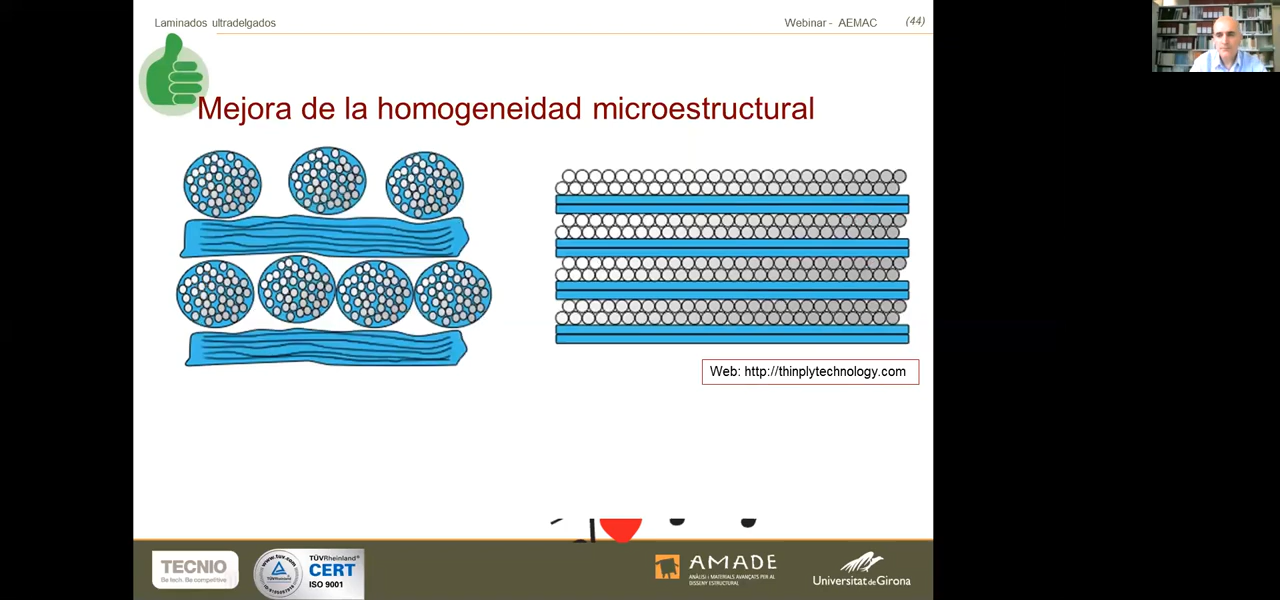 Laminados ultradelgados
Webinar - AEMAC (44)
Mejora de la homogeneidad microestructural
Web: http://thinplytechnology.com
TECNIO
Be tech. Be competitive
TÜVRheinland®
CERT
ISO 9001
AMADE
ANÀLISI I MATERIALS AVANÇATS PER AL
DISSENY ESTRUCTURAL
Universitat de Girona